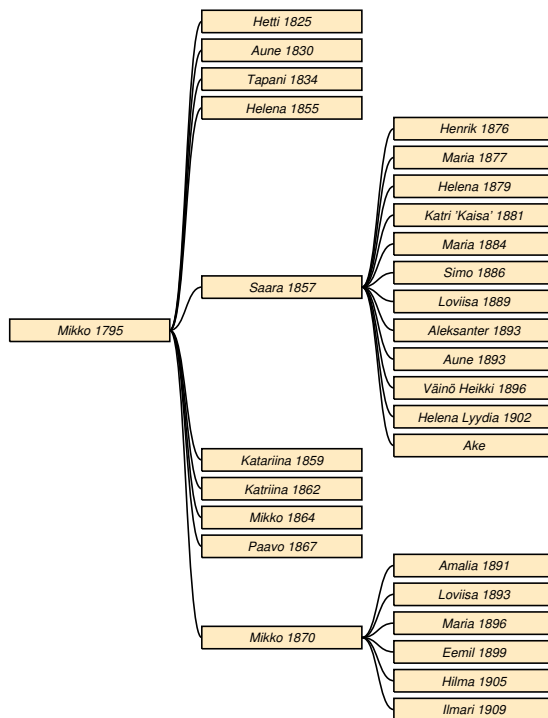 Mikko 1795
Hetti 1825
Aune 1830
Tapani 1834
Helena 1855
Saara 1857
Henrik 1876
Maria 1877
Helena 1879
Katri 'Kaisa' 1881
Maria 1884
Simo 1886
Loviisa 1889
Aleksanter 1893
Aune 1893
Väinö Heikki 1896
Helena Lyydia 1902
Ake
Katariina 1859
Katriina 1862
Mikko 1864
Paavo 1867
Mikko 1870
Amalia 1891
Loviisa 1893
Maria 1896
Eemil 1899
Hilma 1905
Ilmari 1909